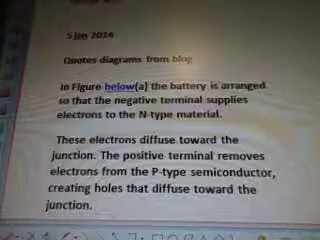 5 Jan 2014
Quotes diagrams from blog
In Figure below(a) the battery is arranged
so that the negative terminal supplies
electrons to the N-type material.
These electrons diffuse toward the
junction. The positive terminal removes
electrons from the P-type semiconductor,
creating holes that diffuse toward the
junction.